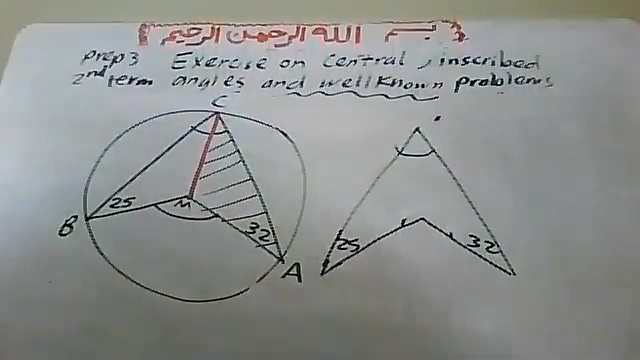 بسم الله الرحمن الرحيم
prep3 Exercise on central , inscribed
2nd term angles and wellknown problems
C
B 25 M 32 A
25 32